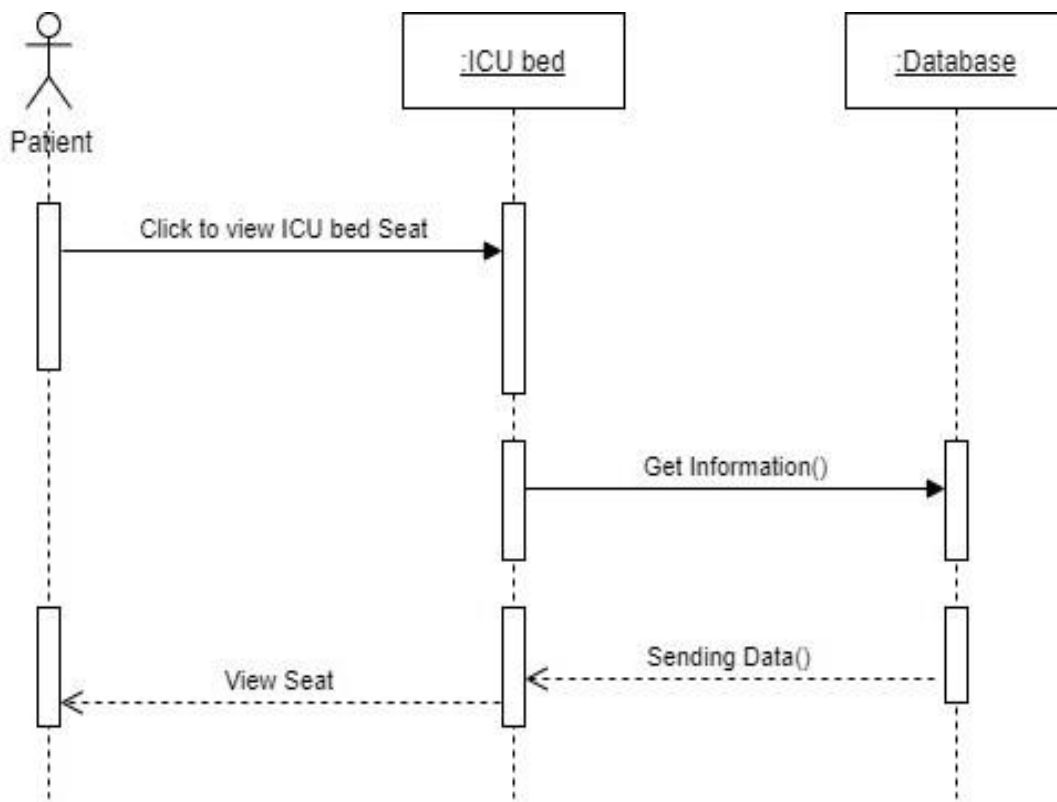 :ICU bed
:Database
Patient
Click to view ICU bed Seat
Get Information()
Sending Data()
View Seat